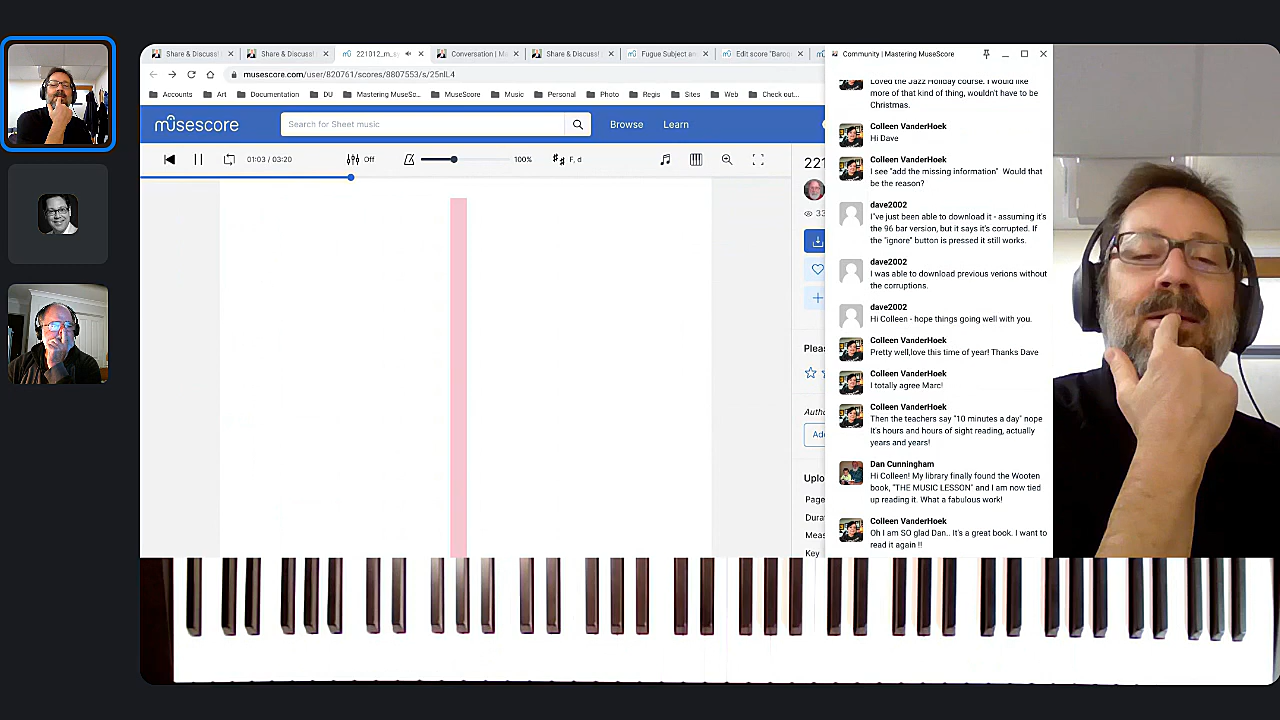 Share & Discuss!
Share & Discuss!
221012_m_s
Conversation | M
Share & Discuss!
Fugue Subject an
Edit score "Baroq
Community | Mastering MuseScore
musescore.com/user/820761/scores/8807553/s/25nlL4
Accounts
Art
Documentation
DU
Mastering MuseSc...
MuseScore
Music
Personal
Photo
Regis
Sites
Web
Check out...
musescore
Search for Sheet music
Browse
Learn
01:03 / 03:20
Off
100%
F, d
221
33
Pleas
Autho
Add
Uplo
Page
Dura
Meas
Key
Loved the Jazz Holiday course. I would like
more of that kind of thing, wouldn't have to be
Christmas.
Colleen VanderHoek
Hi Dave
Colleen VanderHoek
I see "add the missing information" Would that
be the reason?
dave2002
I"ve just been able to download it - assuming it's
the 96 bar version, but it says it's corrupted. If
the "ignore" button is pressed it still works.
dave2002
I was able to download previous verions without
the corruptions.
dave2002
Hi Colleen - hope things going well with you.
Colleen VanderHoek
Pretty well,love this time of year! Thanks Dave
Colleen VanderHoek
I totally agree Marc!
Colleen VanderHoek
Then the teachers say "10 minutes a day" nope
It's hours and hours of sight reading, actually
years and years!
Dan Cunningham
Hi Colleen! My library finally found the Wooten
book, "THE MUSIC LESSON" and I am now tied
up reading it. What a fabulous work!
Colleen VanderHoek
Oh I am SO glad Dan.. It's a great book. I want to
read it again !!